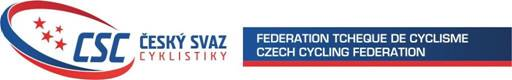 CSC
ČESKÝ SVAZ
CYKLISTIKY
FEDERATION TCHEQUE DE CYCLISME
CZECH CYCLING FEDERATION